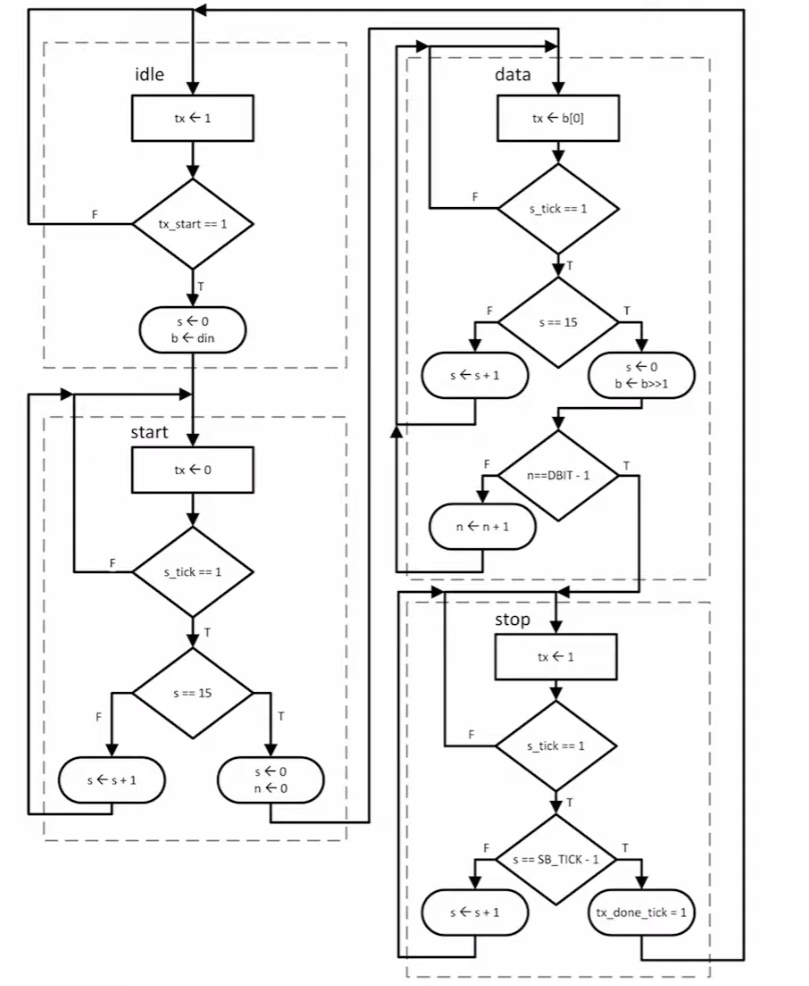 idle
tx ← 1
tx_start == 1
F
T
s ← 0
b ← din
start
tx ← 0
s_tick == 1
F
T
s == 15
F
T
s ← s + 1
s ← 0
n ← 0
data
tx ← b[0]
s_tick == 1
F
T
s == 15
F
T
s ← s + 1
s ← 0
b ← b>>1
n==DBIT - 1
F
T
n ← n + 1
stop
tx ← 1
s_tick == 1
F
T
s == SB_TICK - 1
F
T
s ← s + 1
tx_done_tick = 1